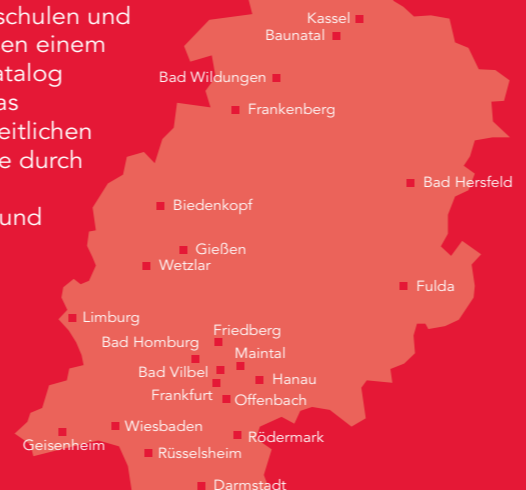 schulen und
en einem
atalog
as
eitlichen
e durch
und
Kassel
Baunatal
Bad Wildungen
Frankenberg
Bad Hersfeld
Biedenkopf
Gießen
Wetzlar
Fulda
Limburg
Friedberg
Bad Homburg
Maintal
Bad Vilbel
Hanau
Frankfurt
Offenbach
Wiesbaden
Rödermark
Geisenheim
Rüsselsheim
Darmstadt